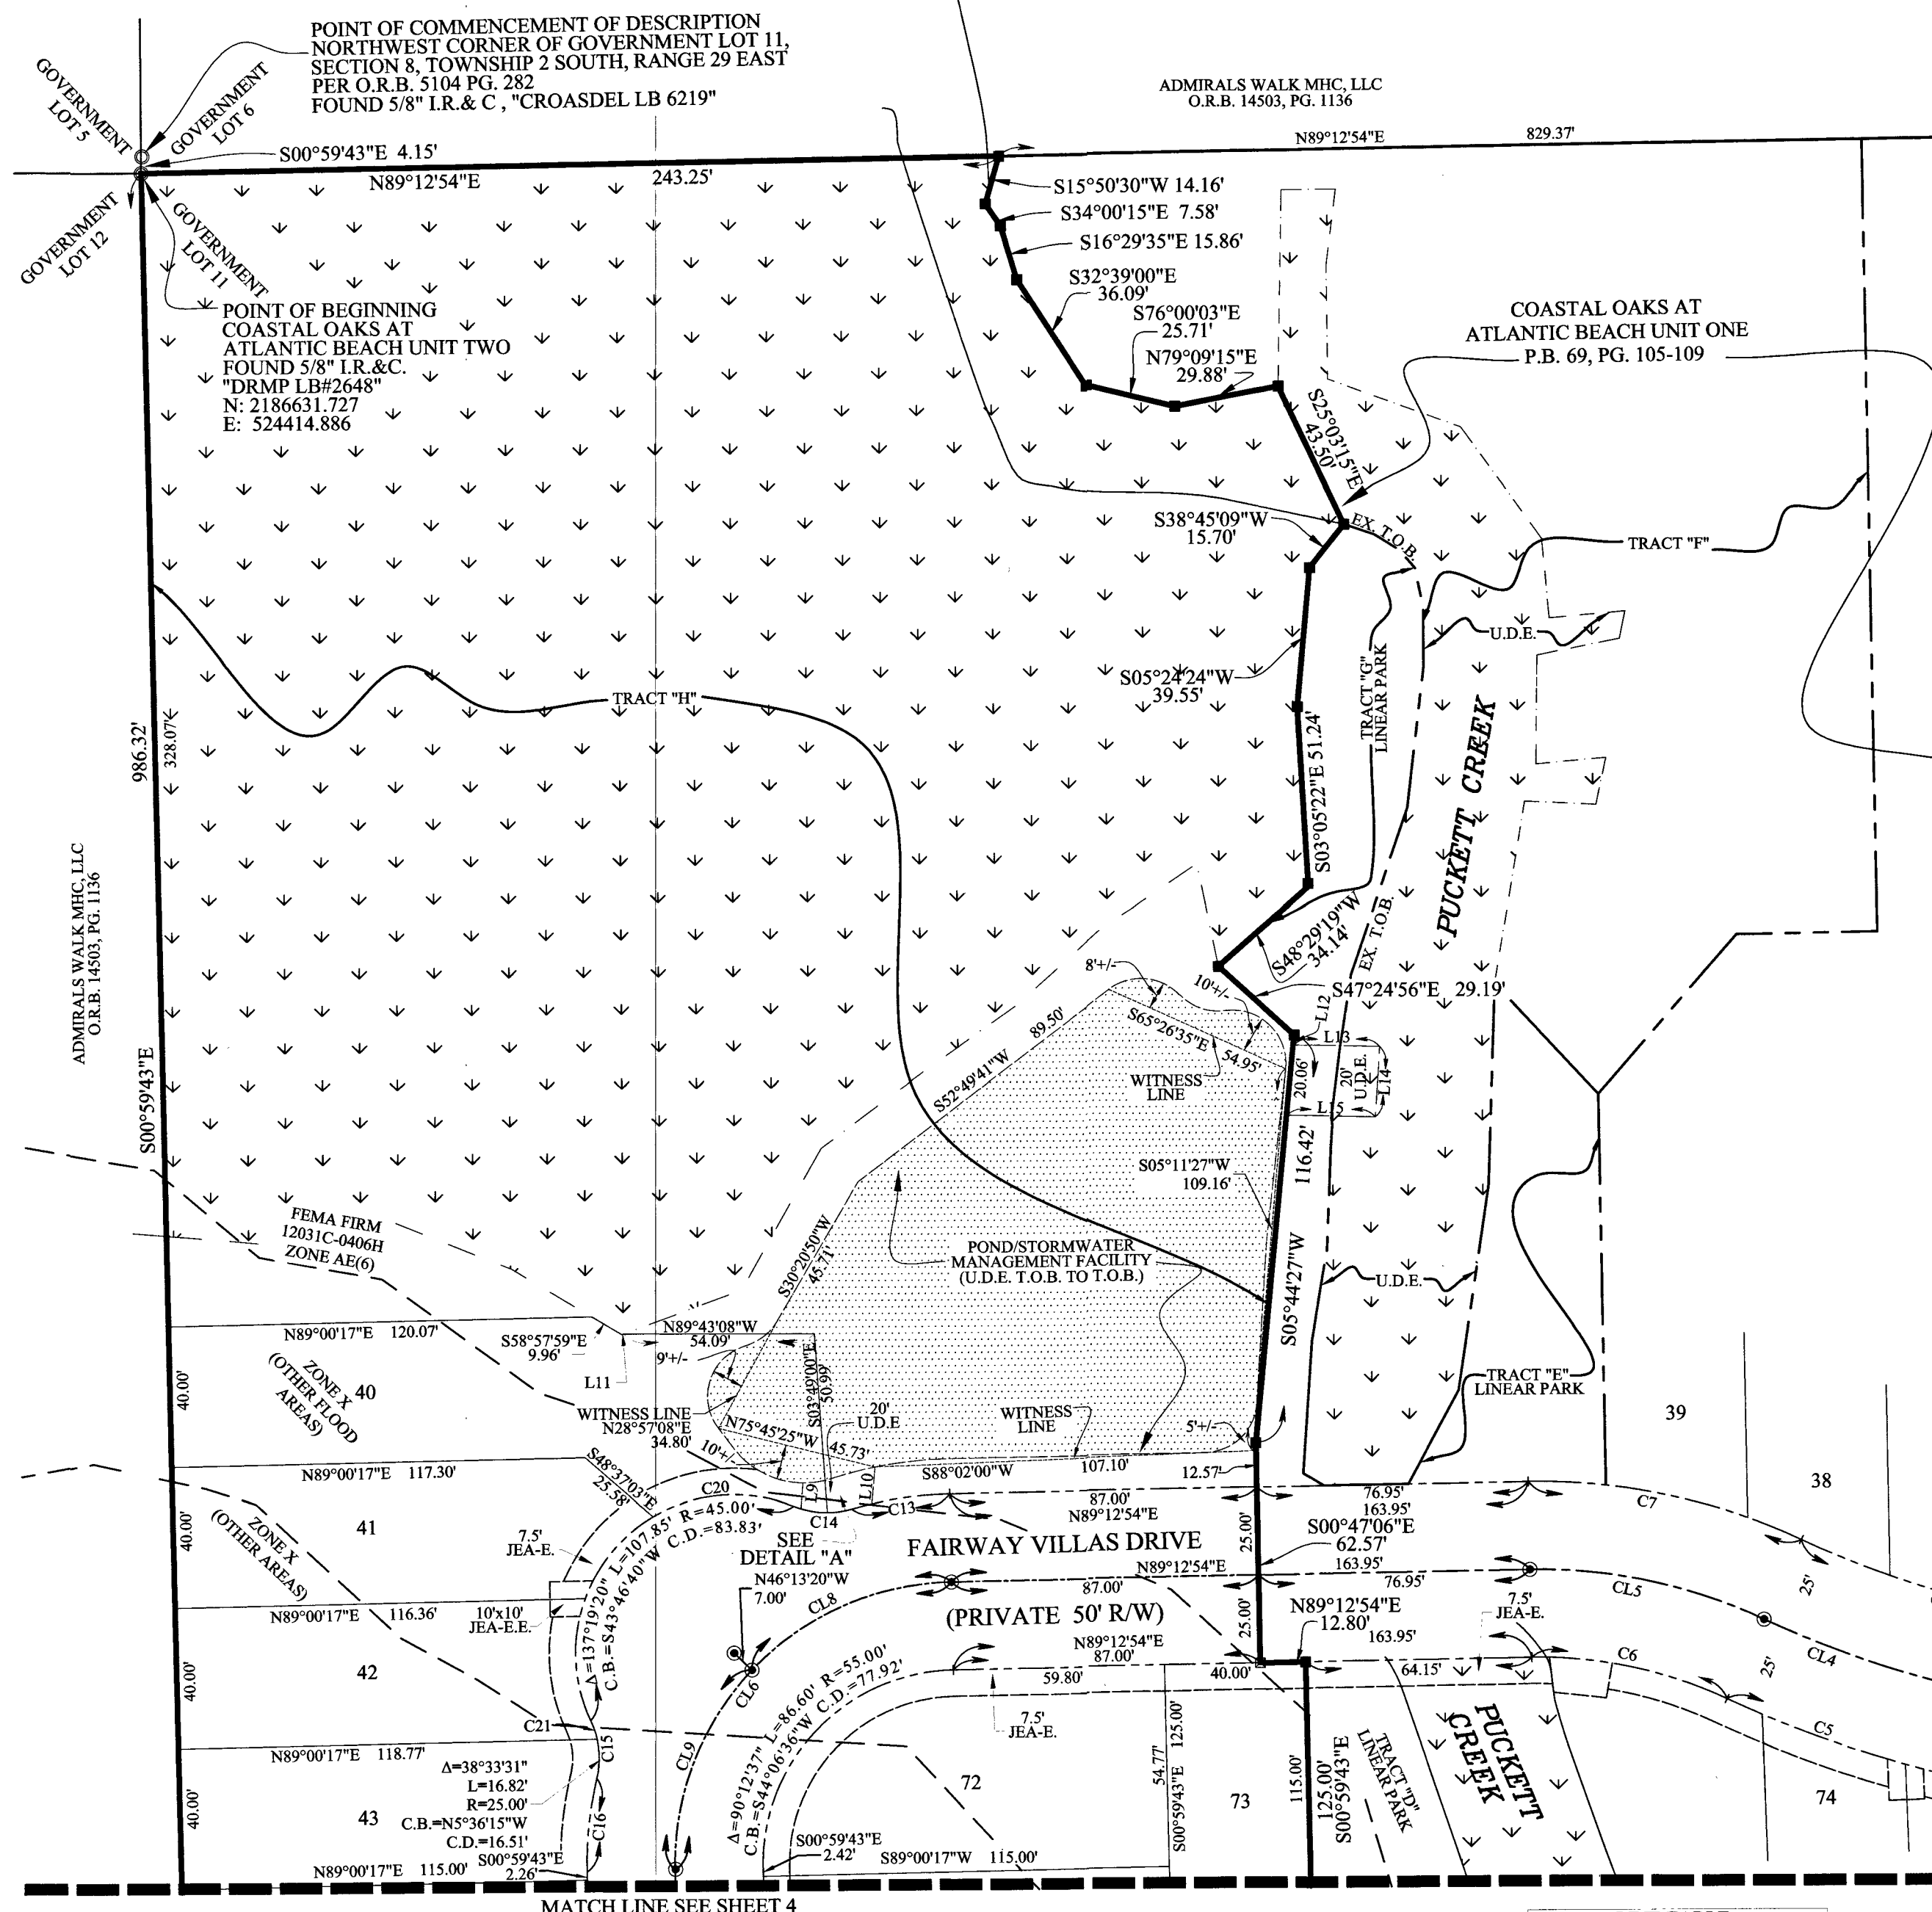 POINT OF COMMENCEMENT OF DESCRIPTION
NORTHWEST CORNER OF GOVERNMENT LOT 11,
SECTION 8, TOWNSHIP 2 SOUTH, RANGE 29 EAST
PER O.R.B. 5104 PG. 282
FOUND 5/8" I.R.& C , "CROASDEL LB 6219"
GOVERNMENT
LOT 5
GOVERNMENT
LOT 6
GOVERNMENT
LOT 12
GOVERNMENT
LOT 11
ADMIRALS WALK MHC, LLC
O.R.B. 14503, PG. 1136
S00°59'43"E 4.15'
N89°12'54"E 243.25'
N89°12'54"E 829.37'
S15°50'30"W 14.16'
S34°00'15"E 7.58'
S16°29'35"E 15.86'
S32°39'00"E
36.09'
S76°00'03"E
25.71'
N79°09'15"E
29.88'
S25°03'15"E
43.50'
POINT OF BEGINNING
COASTAL OAKS AT
ATLANTIC BEACH UNIT TWO
FOUND 5/8" I.R.&C.
"DRMP LB#2648"
N: 2186631.727
E: 524414.886
COASTAL OAKS AT
ATLANTIC BEACH UNIT ONE
P.B. 69, PG. 105-109
S38°45'09"W
15.70'
EX. T.O.B.
TRACT "F"
U.D.E.
S05°24'24"W
39.55'
TRACT "G"
LINEAR PARK
TRACT "H"
S03°05'22"E 51.24'
PUCKETT CREEK
986.32'
328.07'
S00°59'43"E
ADMIRALS WALK MHC, LLC
O.R.B. 14503, PG. 1136
S48°29'19"W
34.14'
EX. T.O.B.
S47°24'56"E 29.19'
8'+/-
10'+/-
S65°26'35"E
54.95'
WITNESS
LINE
S52°49'41"W 89.50'
L12
L13
20.06'
20'
U.D.E.
L14
L15
116.42'
S05°11'27"W
109.16'
S05°44'27"W
POND/STORMWATER
MANAGEMENT FACILITY
(U.D.E. T.O.B. TO T.O.B.)
S30°20'50"W
45.71'
U.D.E.
FEMA FIRM
12031C-0406H
ZONE AE(6)
N89°00'17"E 120.07'
S58°57'59"E
9.96'
N89°43'08"W
54.09'
9'+/-
L11
S03°49'00"E
50.99'
20'
U.D.E
ZONE X
(OTHER FLOOD
AREAS)
40
40.00'
WITNESS LINE
N28°57'08"E
34.80'
N75°45'25"W 45.73'
10'+/-
WITNESS
LINE
5'+/-
TRACT "E"
LINEAR PARK
39
38
N89°00'17"E 117.30'
S48°37'03"E
25.58'
C20
L9
L10
S88°02'00"W 107.10'
12.57'
C14
C13
87.00'
N89°12'54"E
76.95'
163.95'
C7
ZONE X
(OTHER AREAS)
41
40.00'
7.5'
JEA-E.
Δ=137°19'20" L=107.85' R=45.00'
C.B.=S43°46'40"W C.D.=83.83'
SEE
DETAIL "A"
FAIRWAY VILLAS DRIVE
25.00'
S00°47'06"E
62.57'
163.95'
N46°13'20"W
7.00'
N89°12'54"E
87.00'
76.95'
CL5
25'
CL8
(PRIVATE 50' R/W)
25.00'
N89°12'54"E
12.80'
163.95'
7.5'
JEA-E.
N89°00'17"E 116.36'
10'x10'
JEA-E.E.
42
40.00'
CL6
N89°12'54"E
87.00'
59.80'
40.00'
64.15'
C6
25'
CL4
Δ=90°12'37" L=86.60' R=55.00'
C.B.=S44°06'36"W C.D.=77.92'
7.5'
JEA-E.
C21
C15
CL9
C5
N89°00'17"E 118.77'
Δ=38°33'31"
L=16.82'
R=25.00'
C.B.=N5°36'15"W
C.D.=16.51'
43
40.00'
C16
72
54.77'
S00°59'43"E 125.00'
73
115.00'
125.00'
S00°59'43"E
TRACT "D"
LINEAR PARK
PUCKETT
CREEK
74
S00°59'43"E
2.42'
S89°00'17"W 115.00'
N89°00'17"E 115.00'
S00°59'43"E
2.26'
MATCH LINE SEE SHEET 4